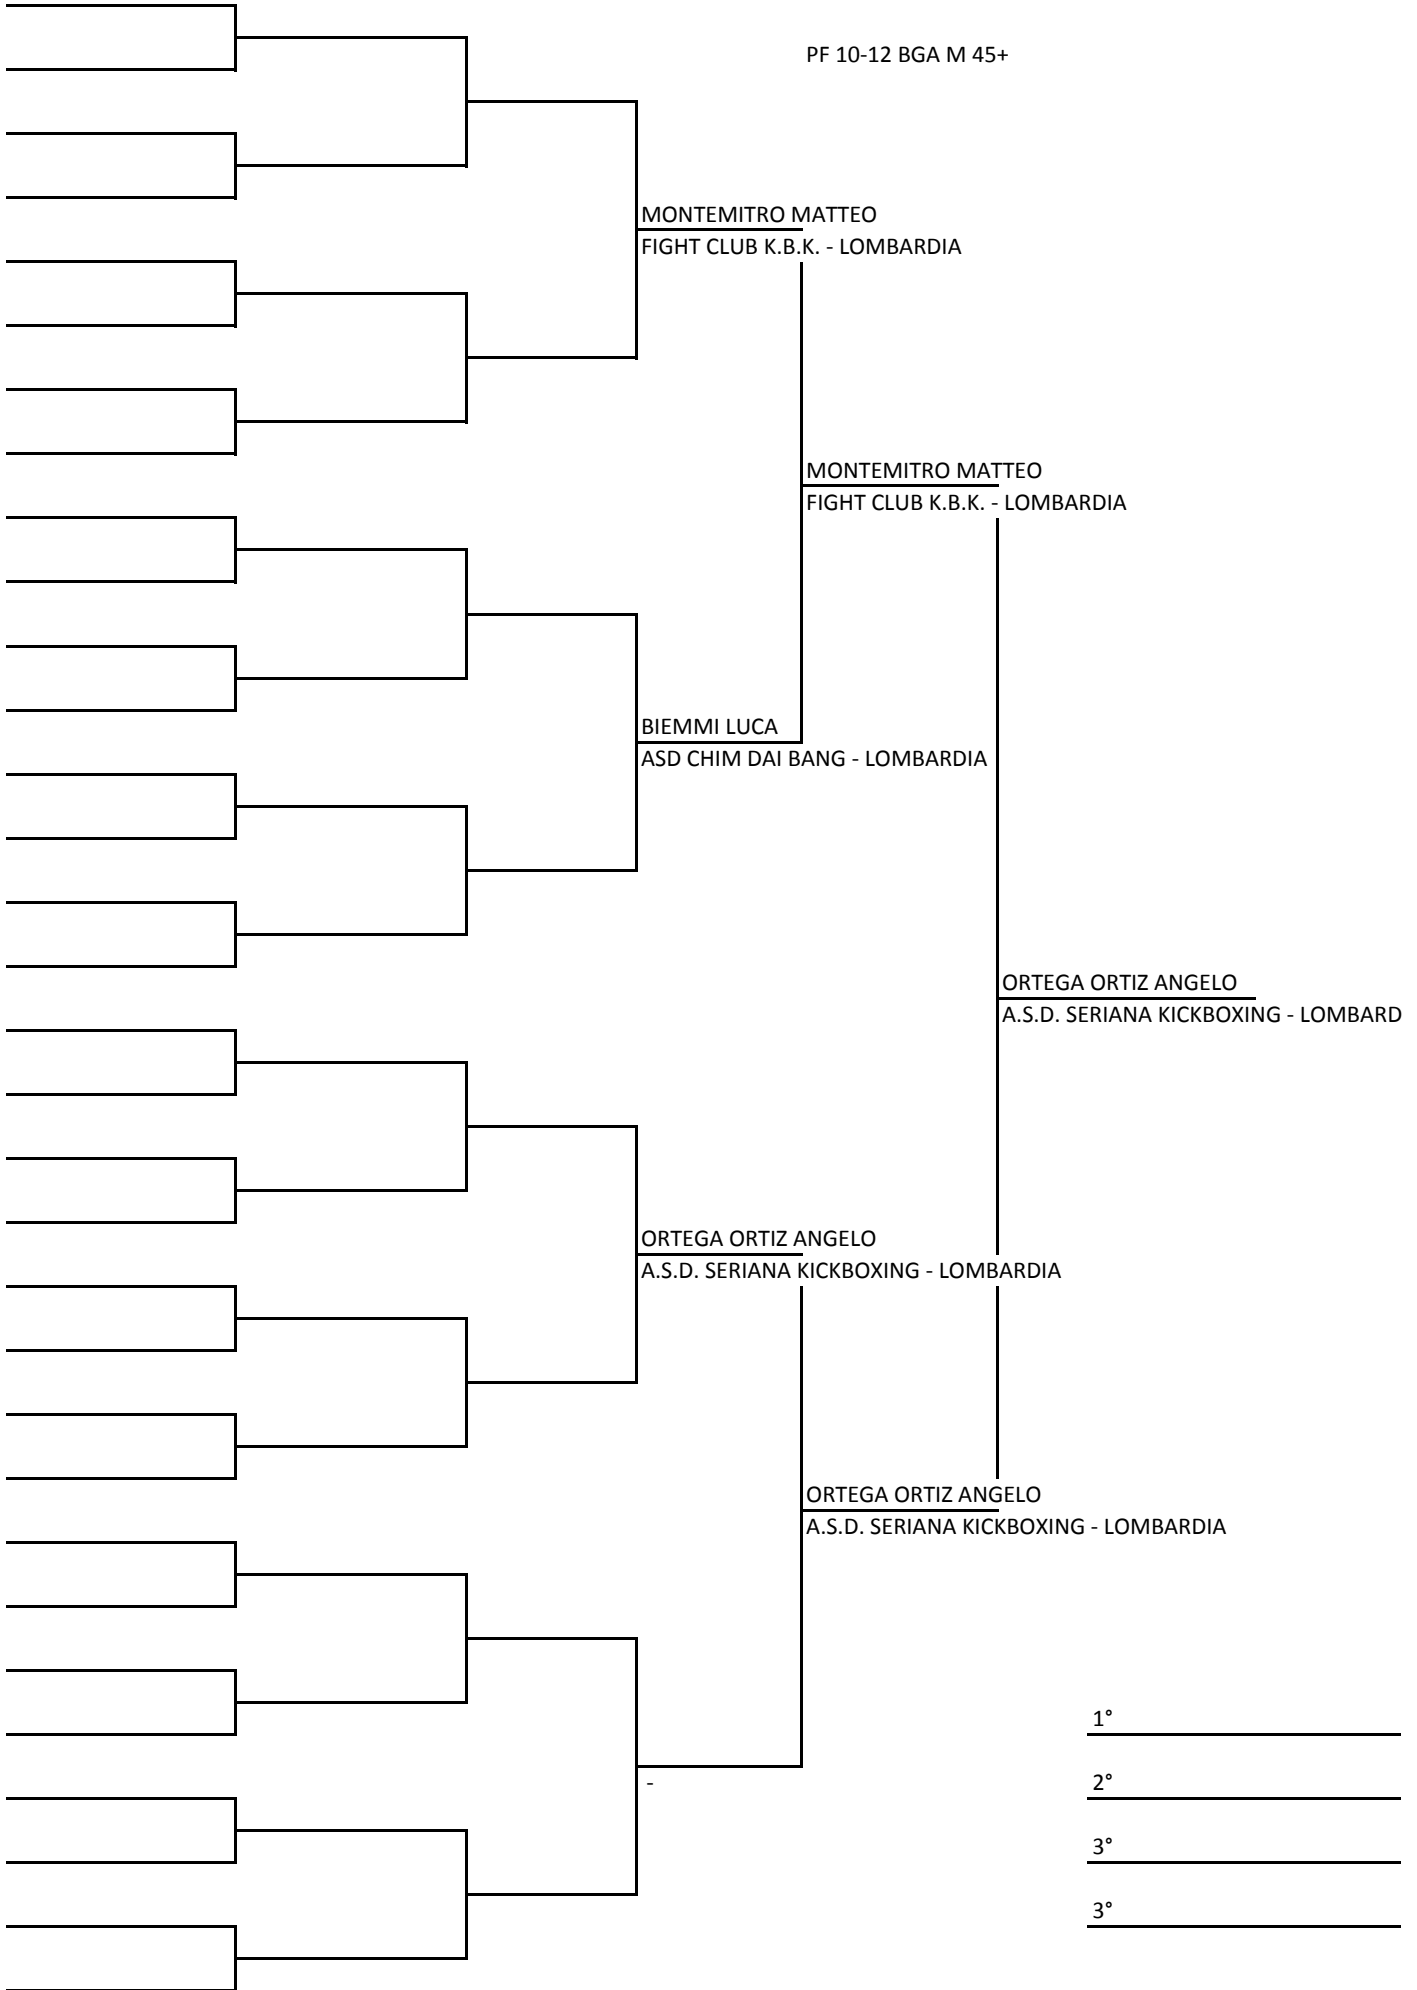 PF 10-12 BGA M 45+
MONTEMITRO MATTEO
FIGHT CLUB K.B.K. - LOMBARDIA
MONTEMITRO MATTEO
FIGHT CLUB K.B.K. - LOMBARDIA
BIEMMI LUCA
ASD CHIM DAI BANG - LOMBARDIA
ORTEGA ORTIZ ANGELO
A.S.D. SERIANA KICKBOXING - LOMBARD
ORTEGA ORTIZ ANGELO
A.S.D. SERIANA KICKBOXING - LOMBARDIA
ORTEGA ORTIZ ANGELO
A.S.D. SERIANA KICKBOXING - LOMBARDIA
1°
-
2°
3°
3°